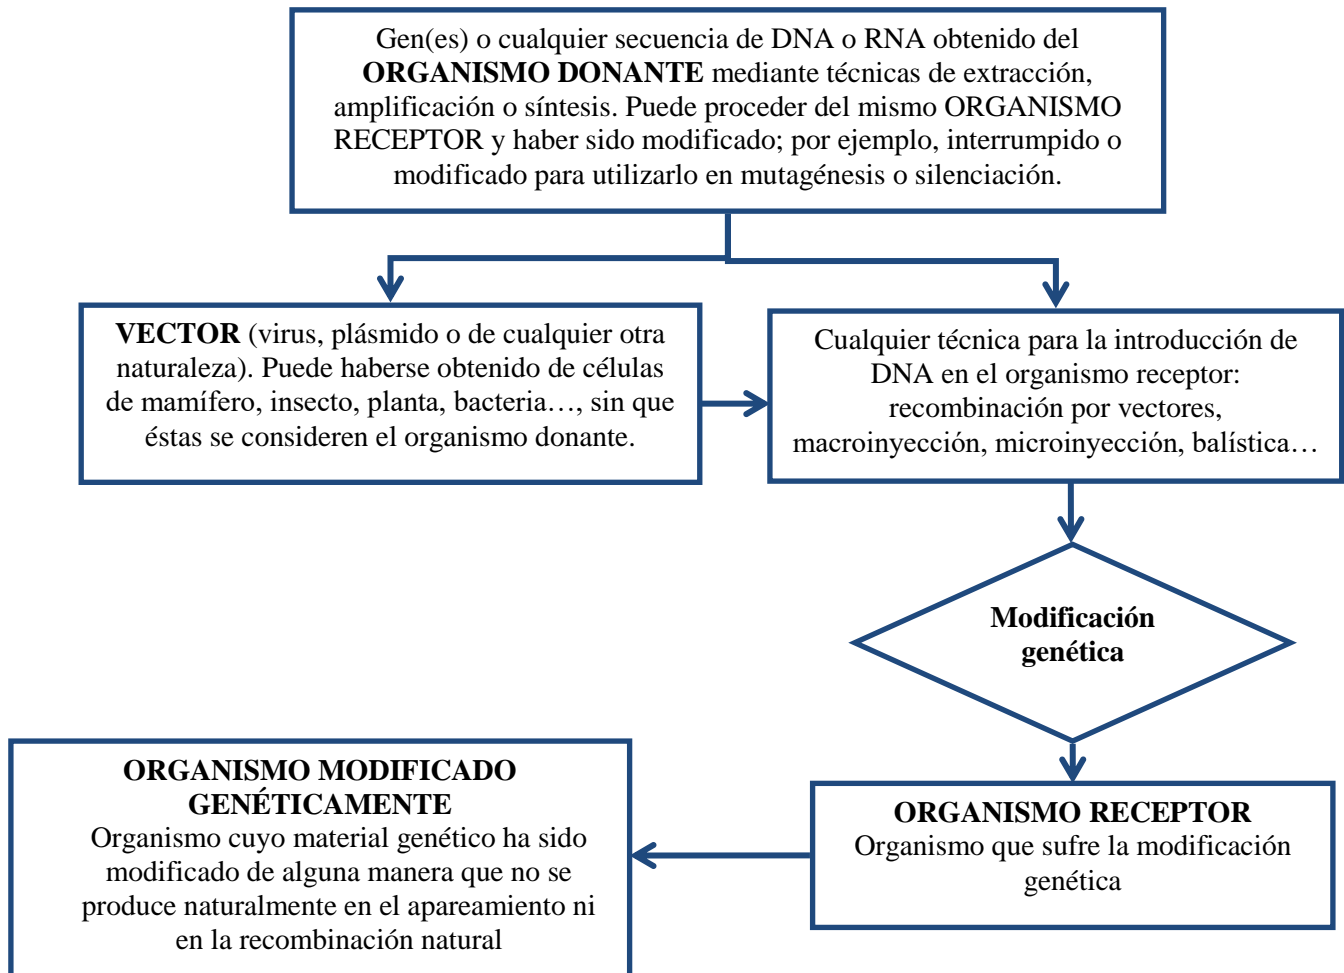 Gen(es) o cualquier secuencia de DNA o RNA obtenido del
ORGANISMO DONANTE mediante técnicas de extracción,
amplificación o síntesis. Puede proceder del mismo ORGANISMO
RECEPTOR y haber sido modificado; por ejemplo, interrumpido o
modificado para utilizarlo en mutagénesis o silenciación.
VECTOR (virus, plásmido o de cualquier otra
naturaleza). Puede haberse obtenido de células
de mamífero, insecto, planta, bacteria…, sin que
éstas se consideren el organismo donante.
Cualquier técnica para la introducción de
DNA en el organismo receptor:
recombinación por vectores,
macroinyección, microinyección, balística…
Modificación
genética
ORGANISMO RECEPTOR
Organismo que sufre la modificación
genética
ORGANISMO MODIFICADO
GENÉTICAMENTE
Organismo cuyo material genético ha sido
modificado de alguna manera que no se
produce naturalmente en el apareamiento ni
en la recombinación natural